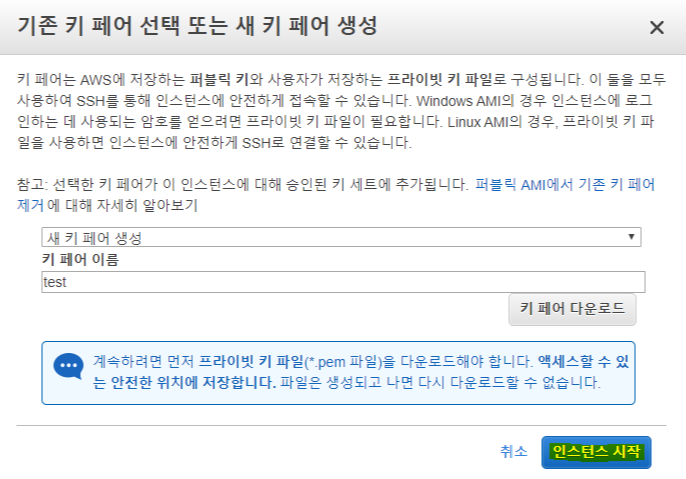 기존 키 페어 선택 또는 새 키 페어 생성
키 페어는 AWS에 저장하는 퍼블릭 키와 사용자가 저장하는 프라이빗 키 파일로 구성됩니다. 이 둘을 모두
사용하여 SSH를 통해 인스턴스에 안전하게 접속할 수 있습니다. Windows AMI의 경우 인스턴스에 로그
인하는 데 사용되는 암호를 얻으려면 프라이빗 키 파일이 필요합니다. Linux AMI의 경우, 프라이빗 키 파
일을 사용하면 인스턴스에 안전하게 SSH로 연결할 수 있습니다.
참고: 선택한 키 페어가 이 인스턴스에 대해 승인된 키 세트에 추가됩니다. 퍼블릭 AMI에서 기존 키 페어
제거 에 대해 자세히 알아보기
새 키 페어 생성
키 페어 이름
test
키 페어 다운로드
계속하려면 먼저 프라이빗 키 파일(*.pem 파일)을 다운로드해야 합니다. 액세스할 수 있
는 안전한 위치에 저장합니다. 파일은 생성되고 나면 다시 다운로드할 수 없습니다.
취소
인스턴스 시작